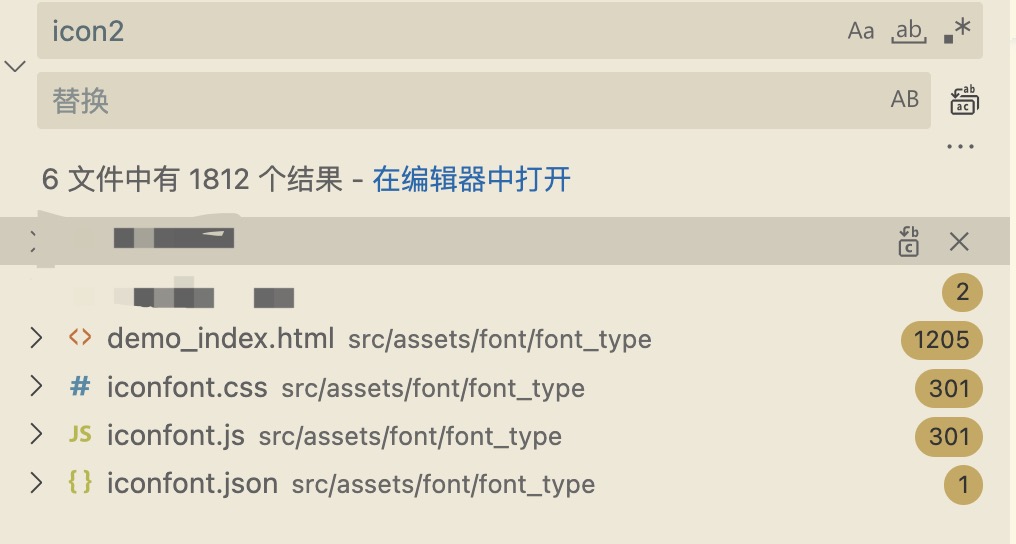 icon2 Aa ab
替换 AB
6 文件中有 1812 个结果 - 在编辑器中打开
2
demo_index.html src/assets/font/font_type 1205
# iconfont.css src/assets/font/font_type 301
JS iconfont.js src/assets/font/font_type 301
{} iconfont.json src/assets/font/font_type 1